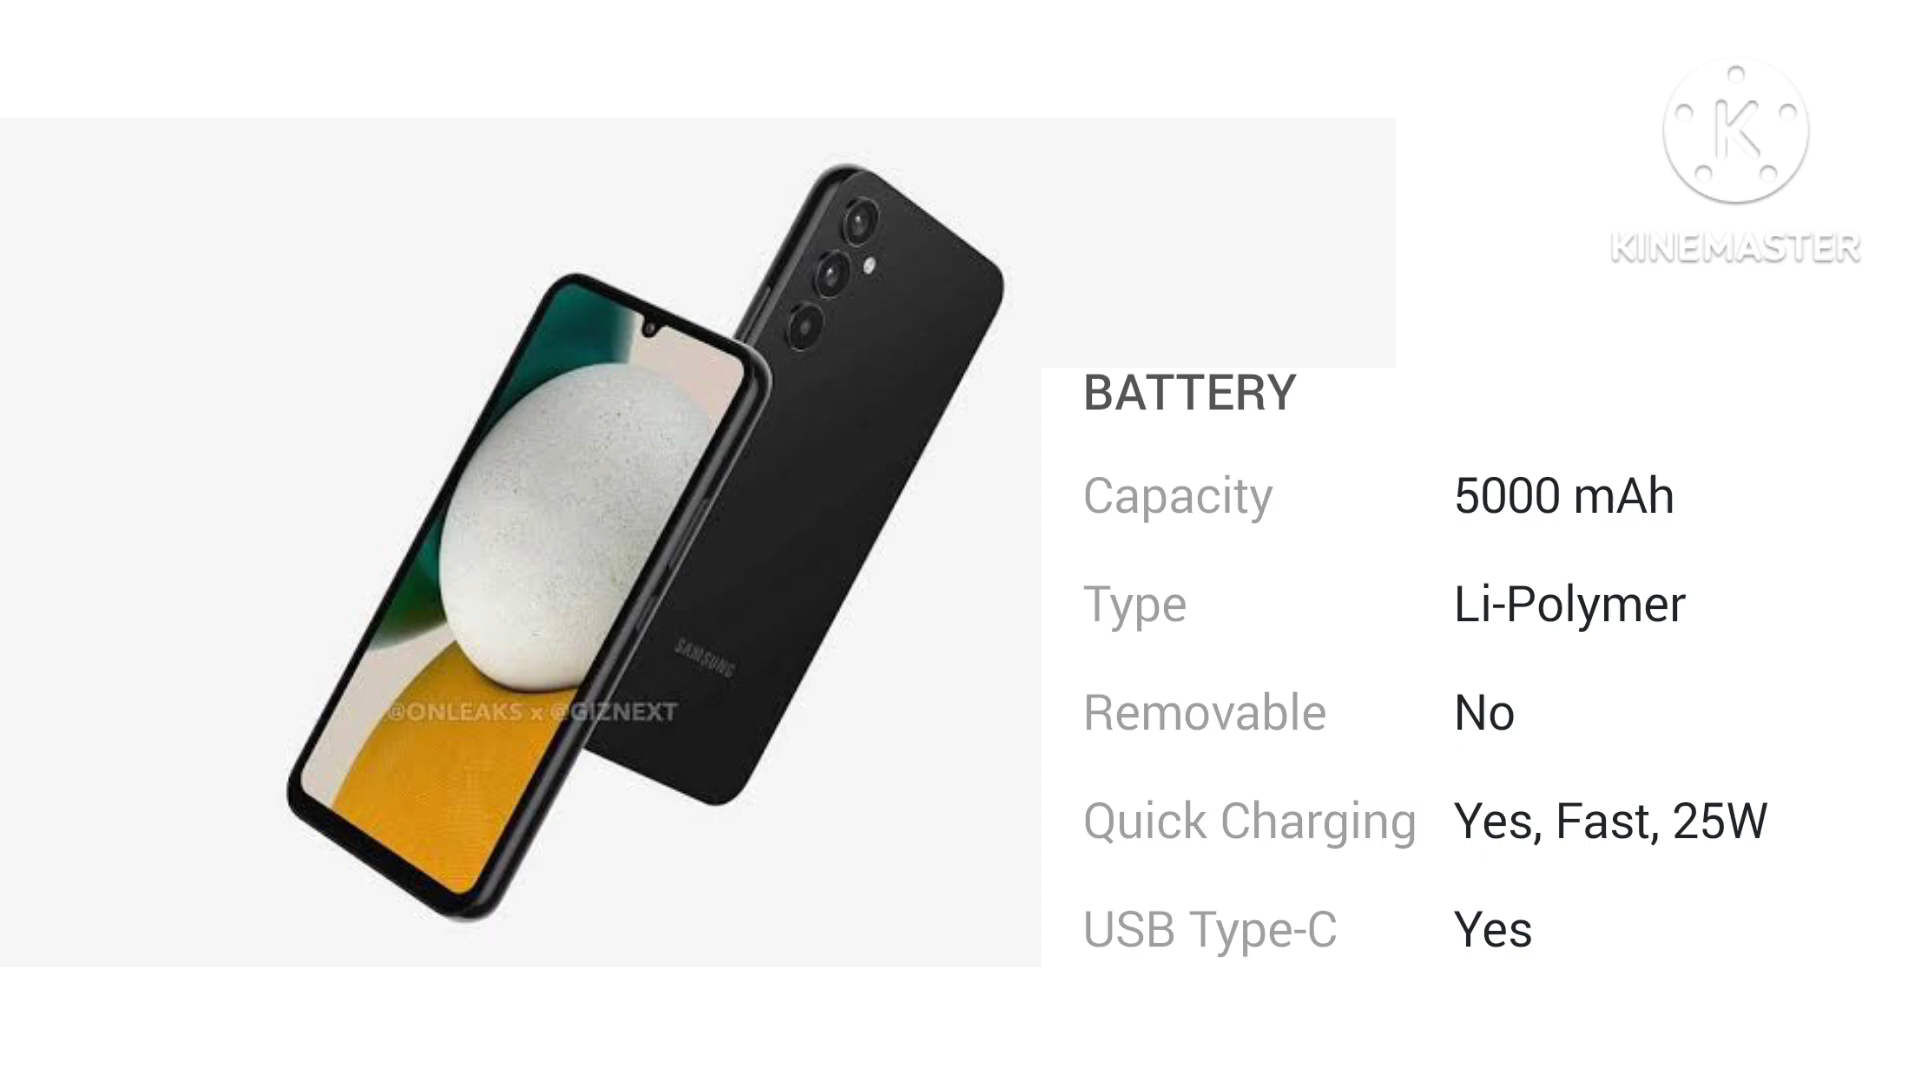 K
KINEMASTER
BATTERY
Capacity 5000 mAh
Type Li-Polymer
Removable No
Quick Charging Yes, Fast, 25W
USB Type-C Yes
SAMSUNG
@ONLEAKS x @GIZNEXT